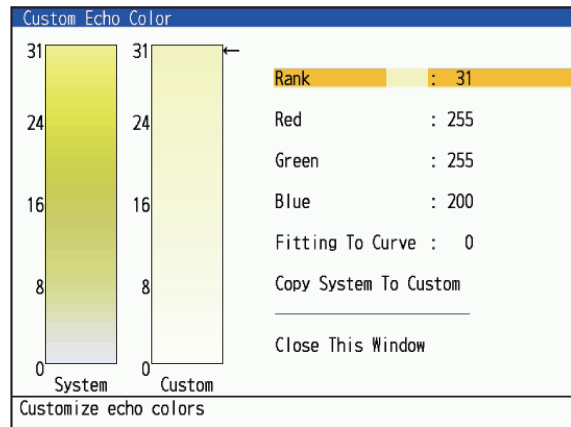 Custom Echo Color
31 31 ←
Rank : 31
24 24 Red : 255
Green : 255
16 16 Blue : 200
Fitting To Curve : 0
8 8 Copy System To Custom
Close This Window
0 0
System Custom
Customize echo colors